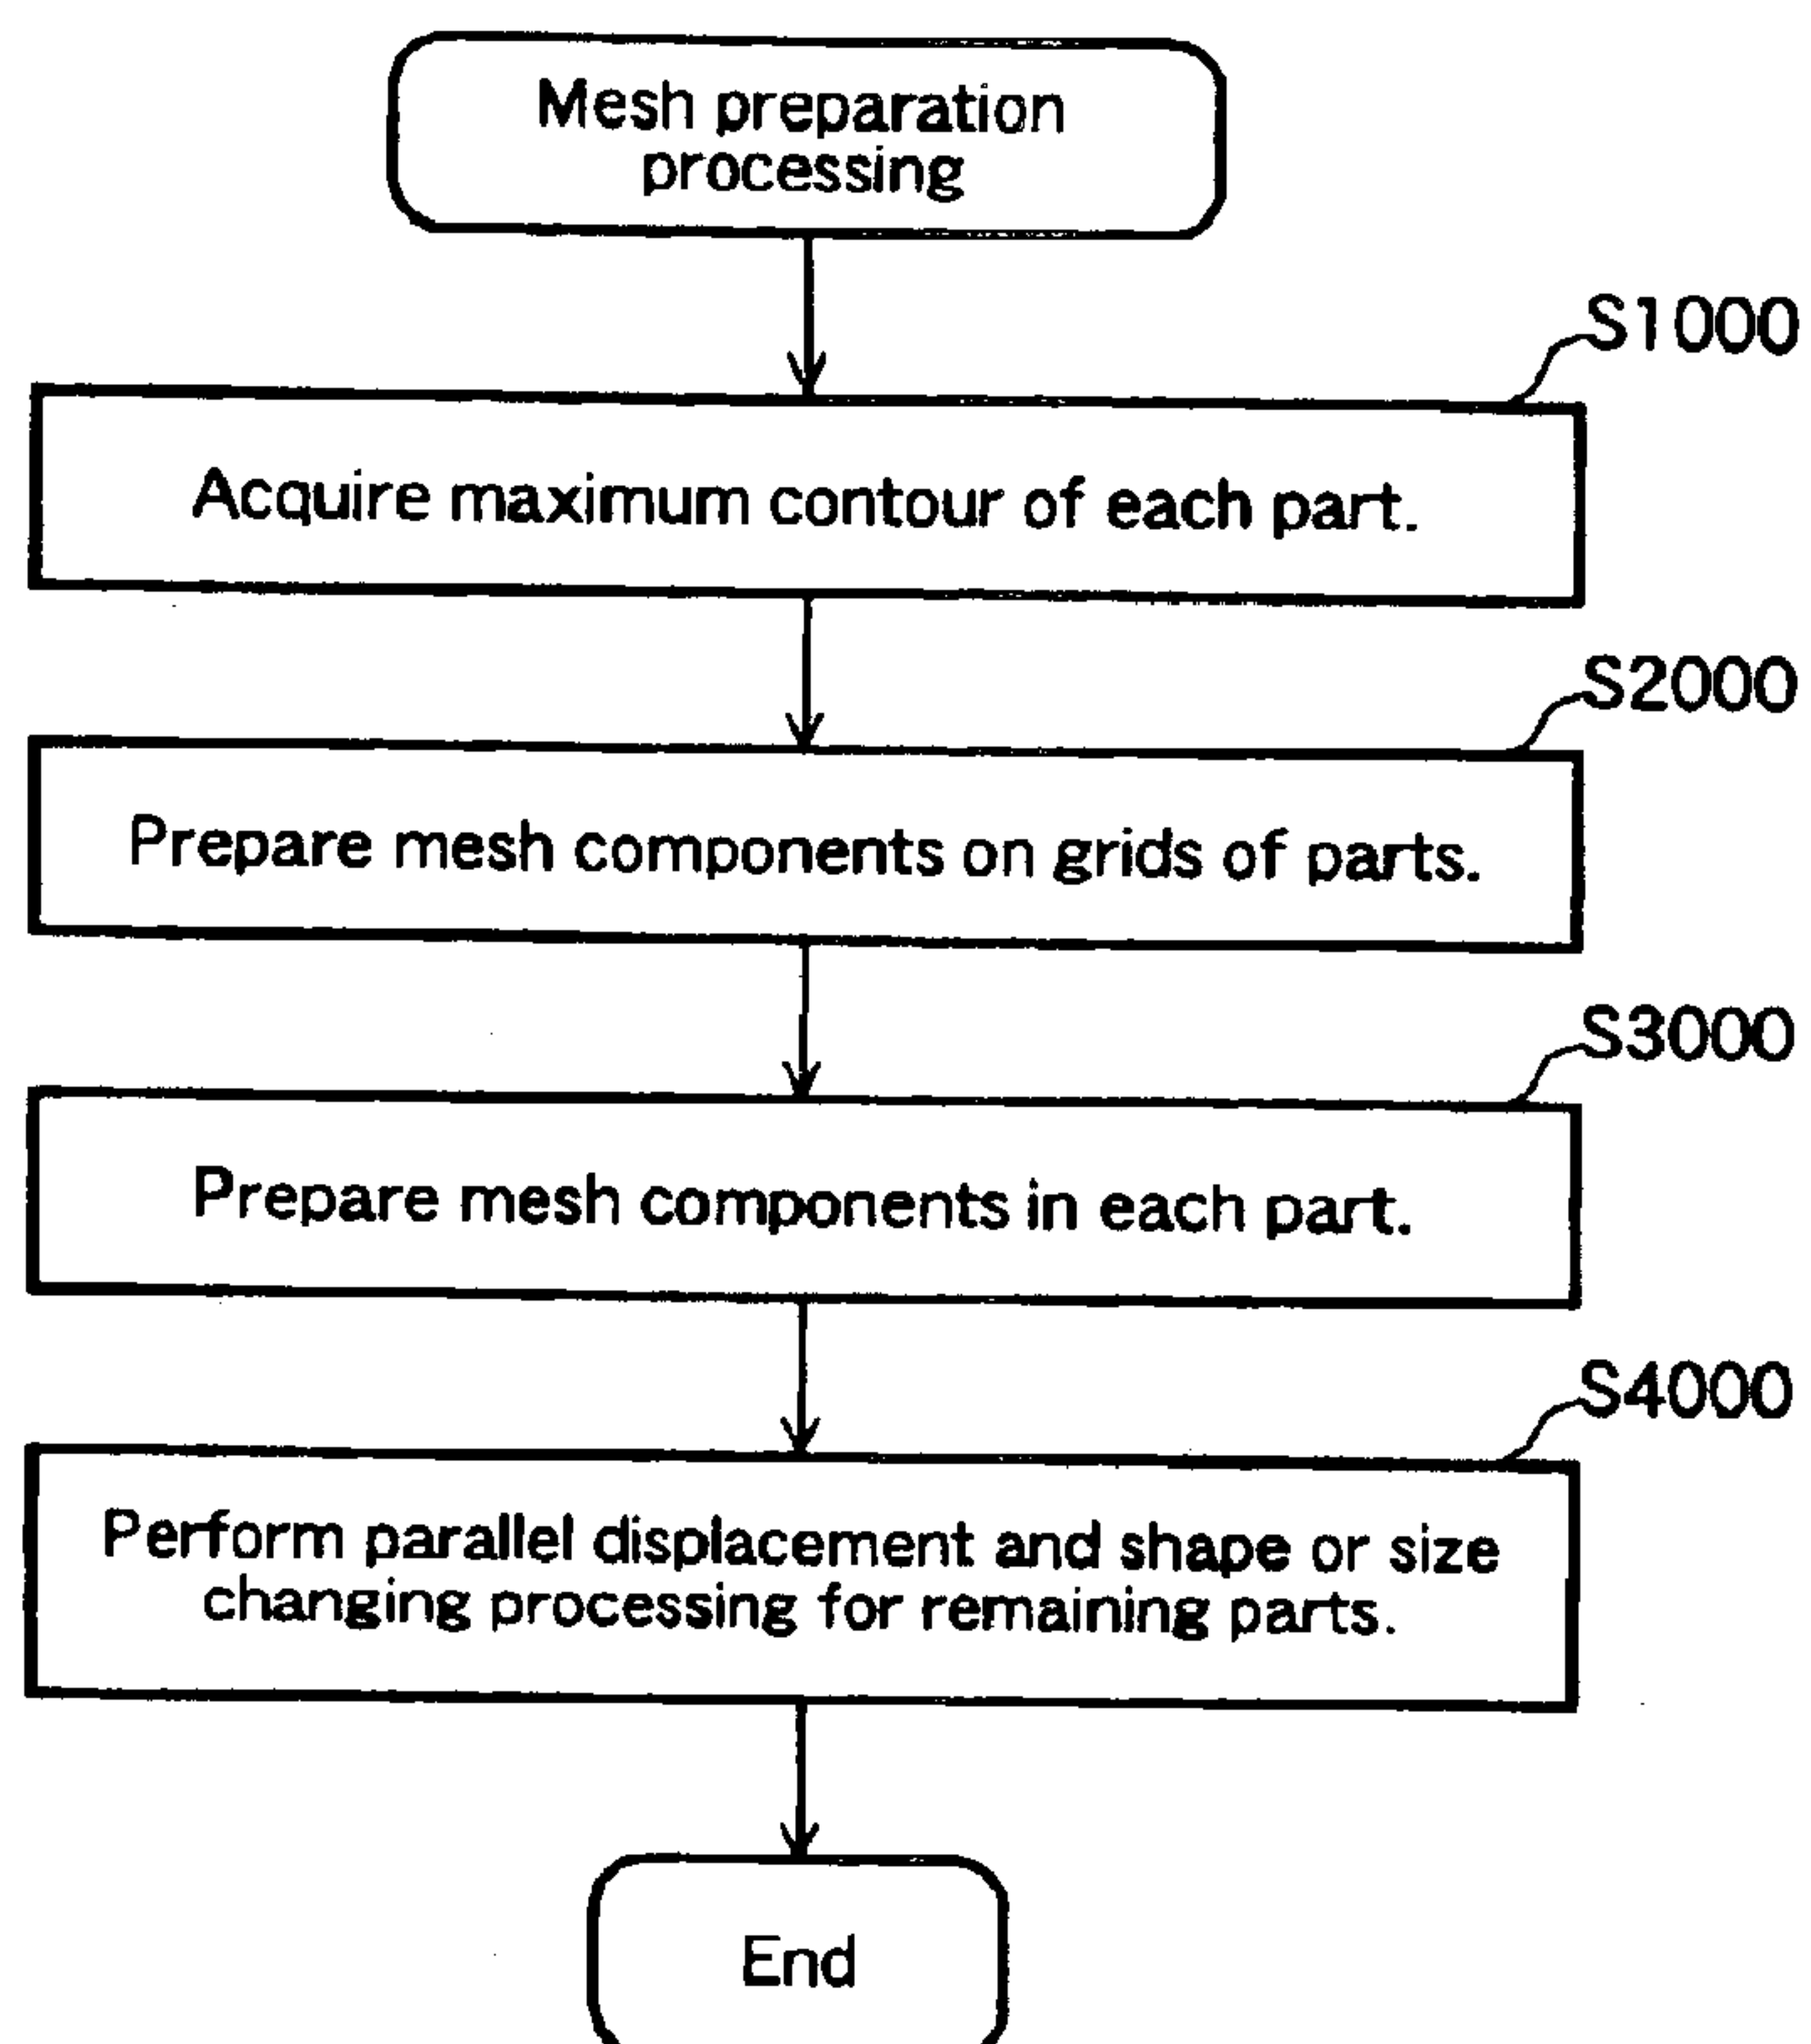 Mesh preparation
processing
S1000
Acquire maximum contour of each part.
S2000
Prepare mesh components on grids of parts.
S3000
Prepare mesh components in each part.
S4000
Perform parallel displacement and shape or size
changing processing for remaining parts.
End